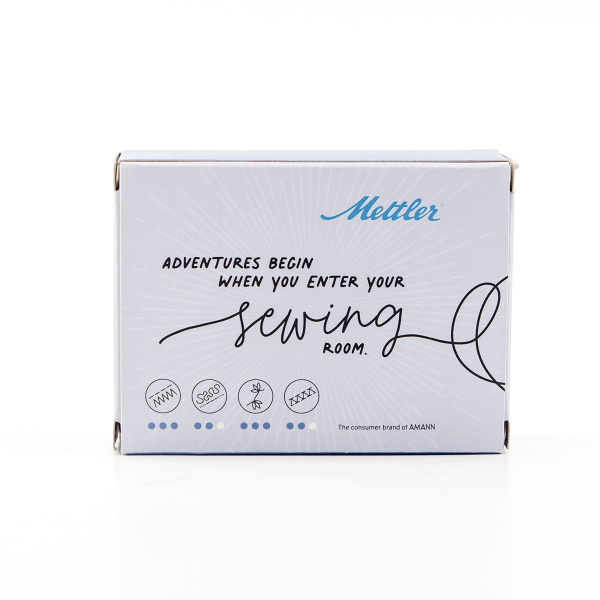 Mettler®
ADVENTURES BEGIN
WHEN YOU ENTER YOUR
sewing
ROOM.
The consumer brand of AMANN